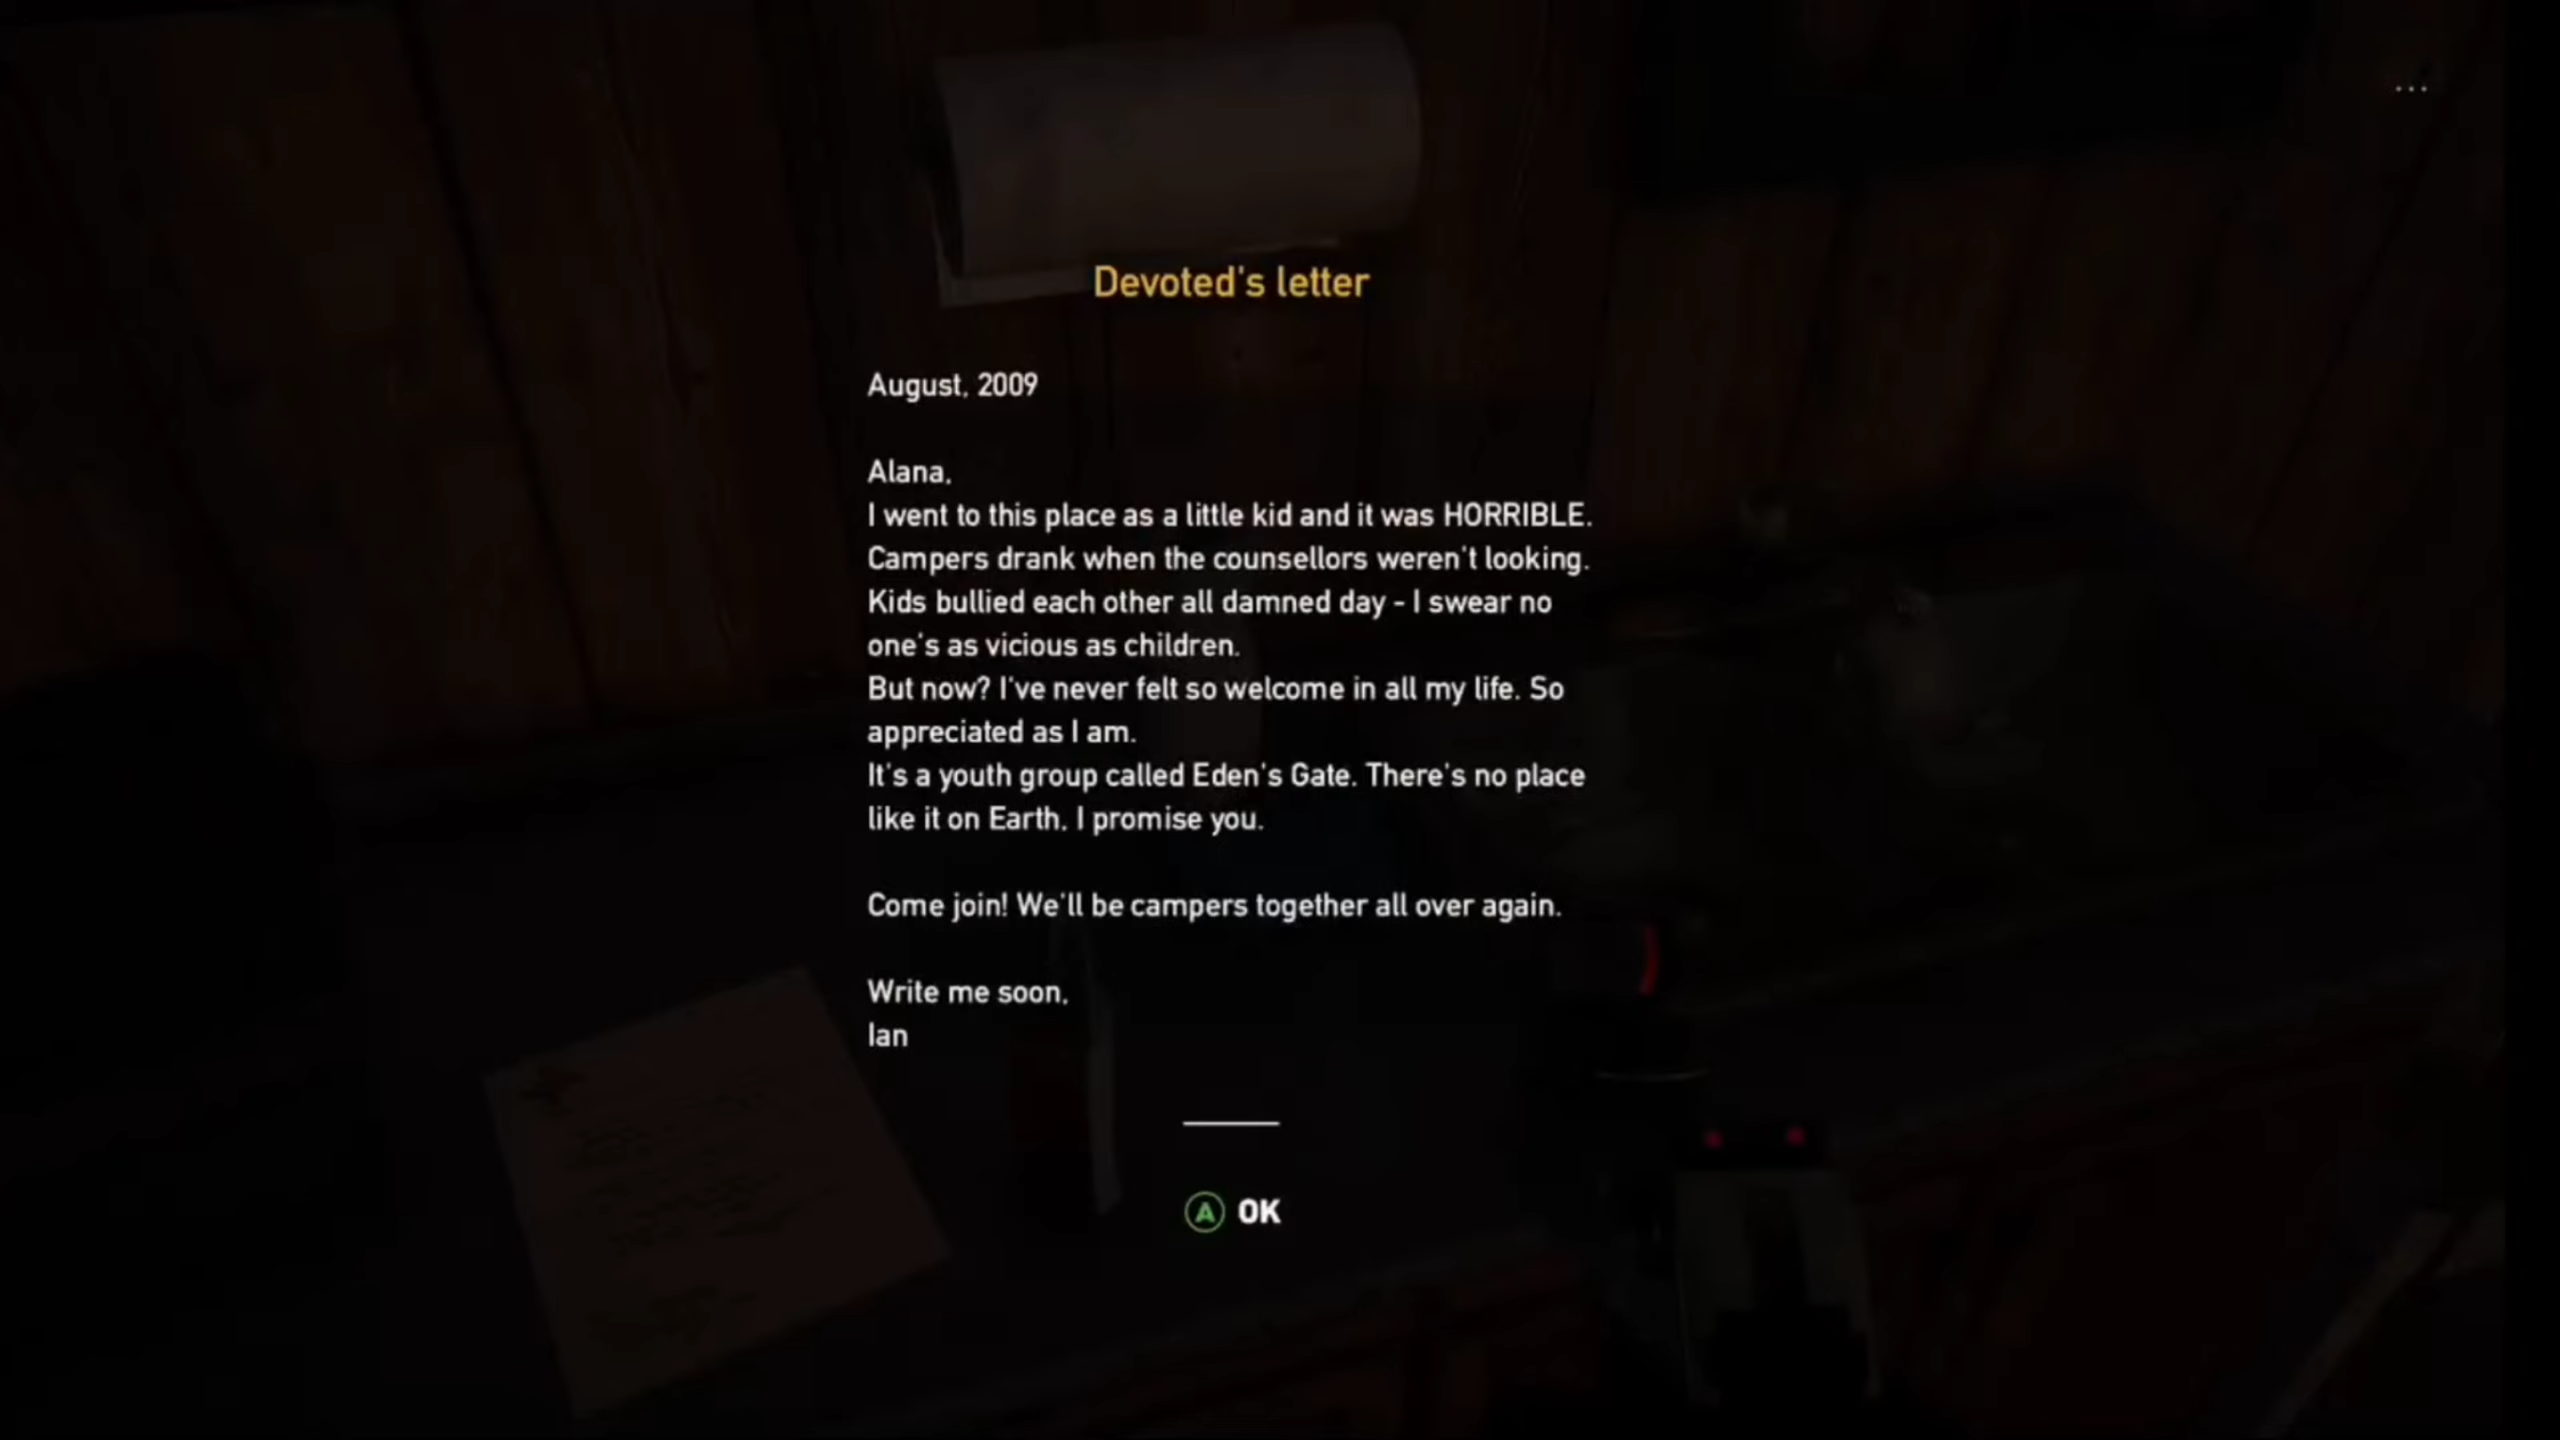 ...
Devoted's letter
August, 2009
Alana,
I went to this place as a little kid and it was HORRIBLE.
Campers drank when the counsellors weren't looking.
Kids bullied each other all damned day - I swear no
one's as vicious as children.
But now? I've never felt so welcome in all my life. So
appreciated as I am.
It's a youth group called Eden's Gate. There's no place
like it on Earth, I promise you.
Come join! We'll be campers together all over again.
Write me soon,
Ian
A OK